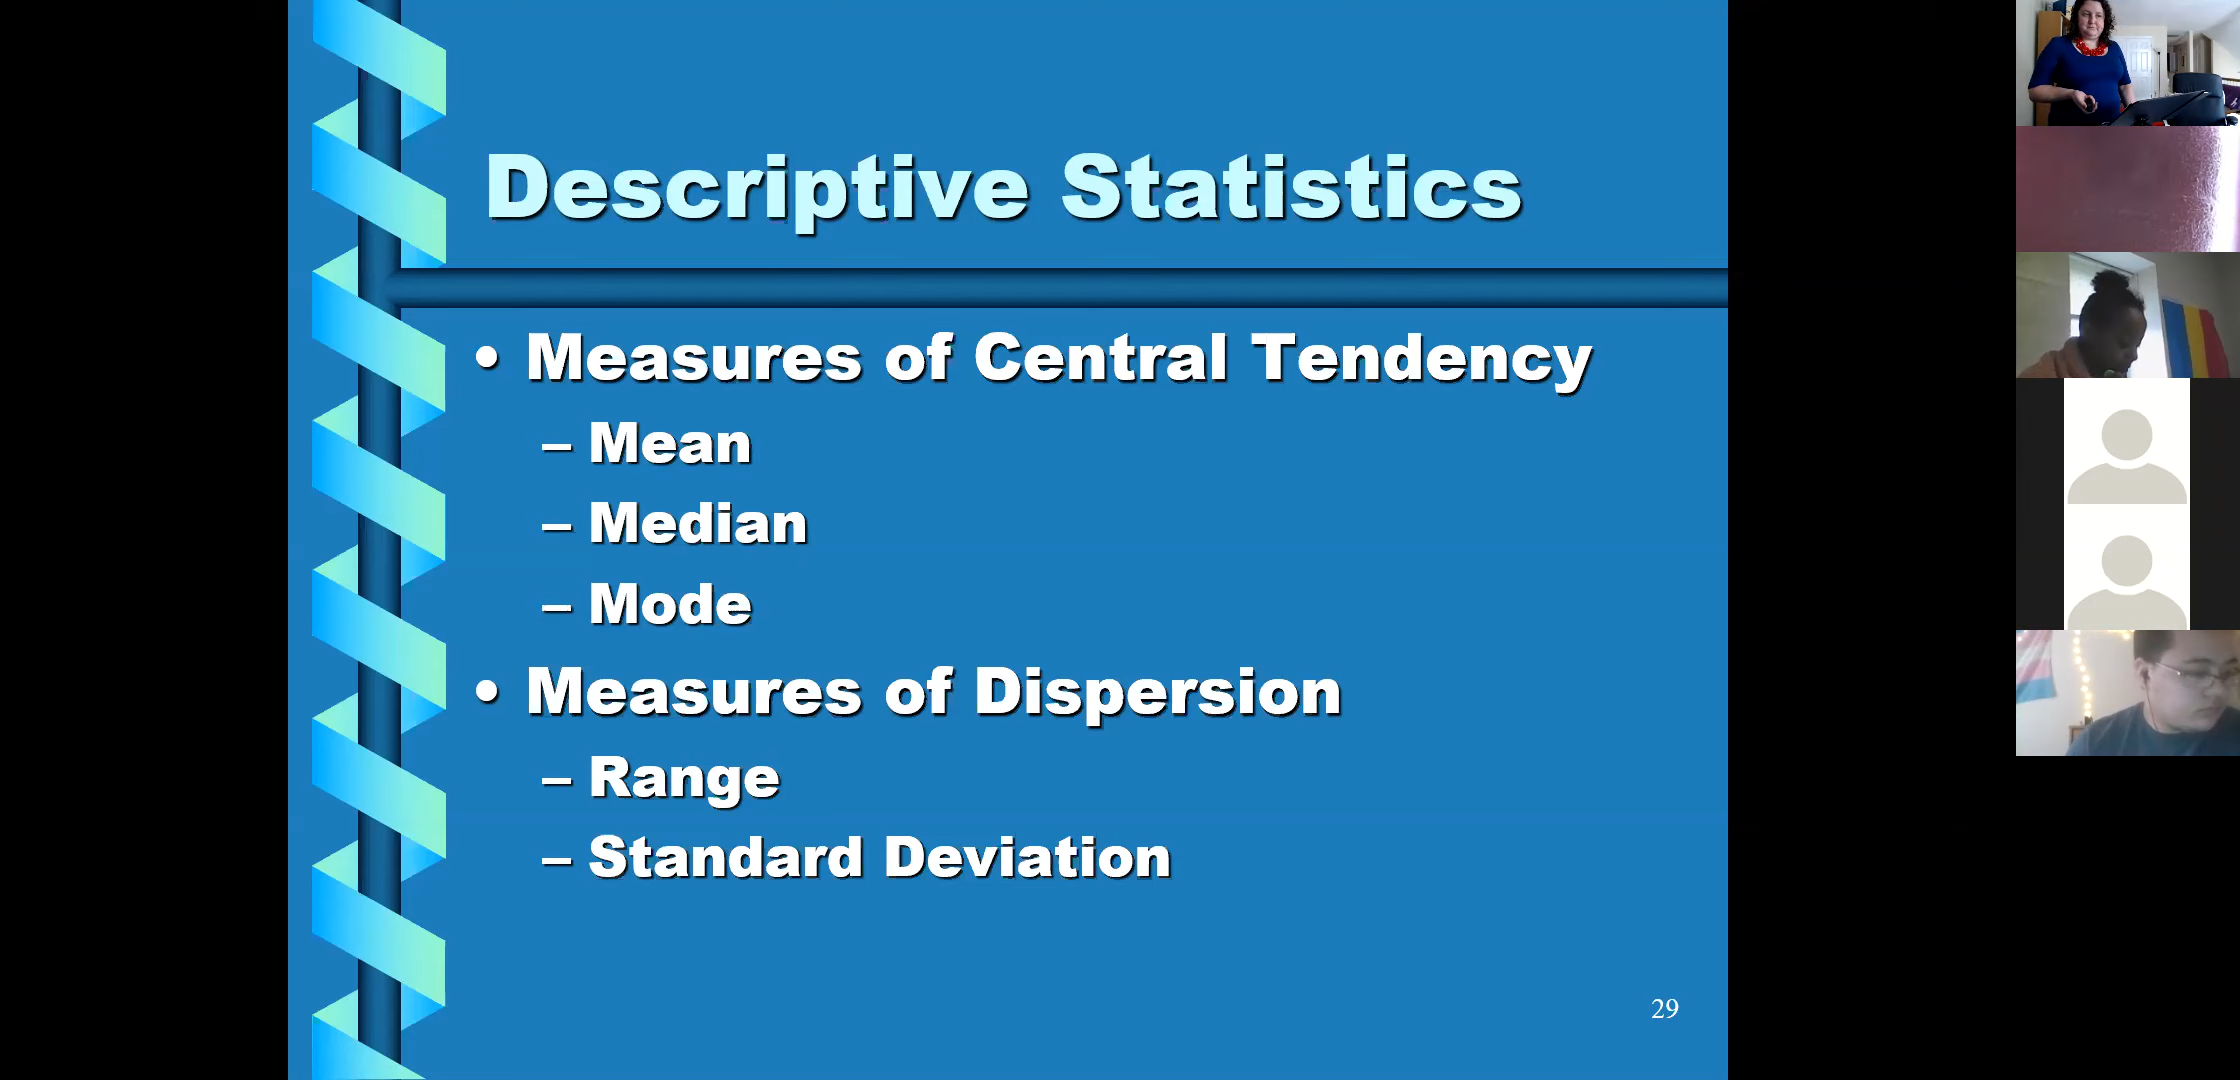 Descriptive Statistics
• Measures of Central Tendency
– Mean
– Median
– Mode
• Measures of Dispersion
– Range
– Standard Deviation
29